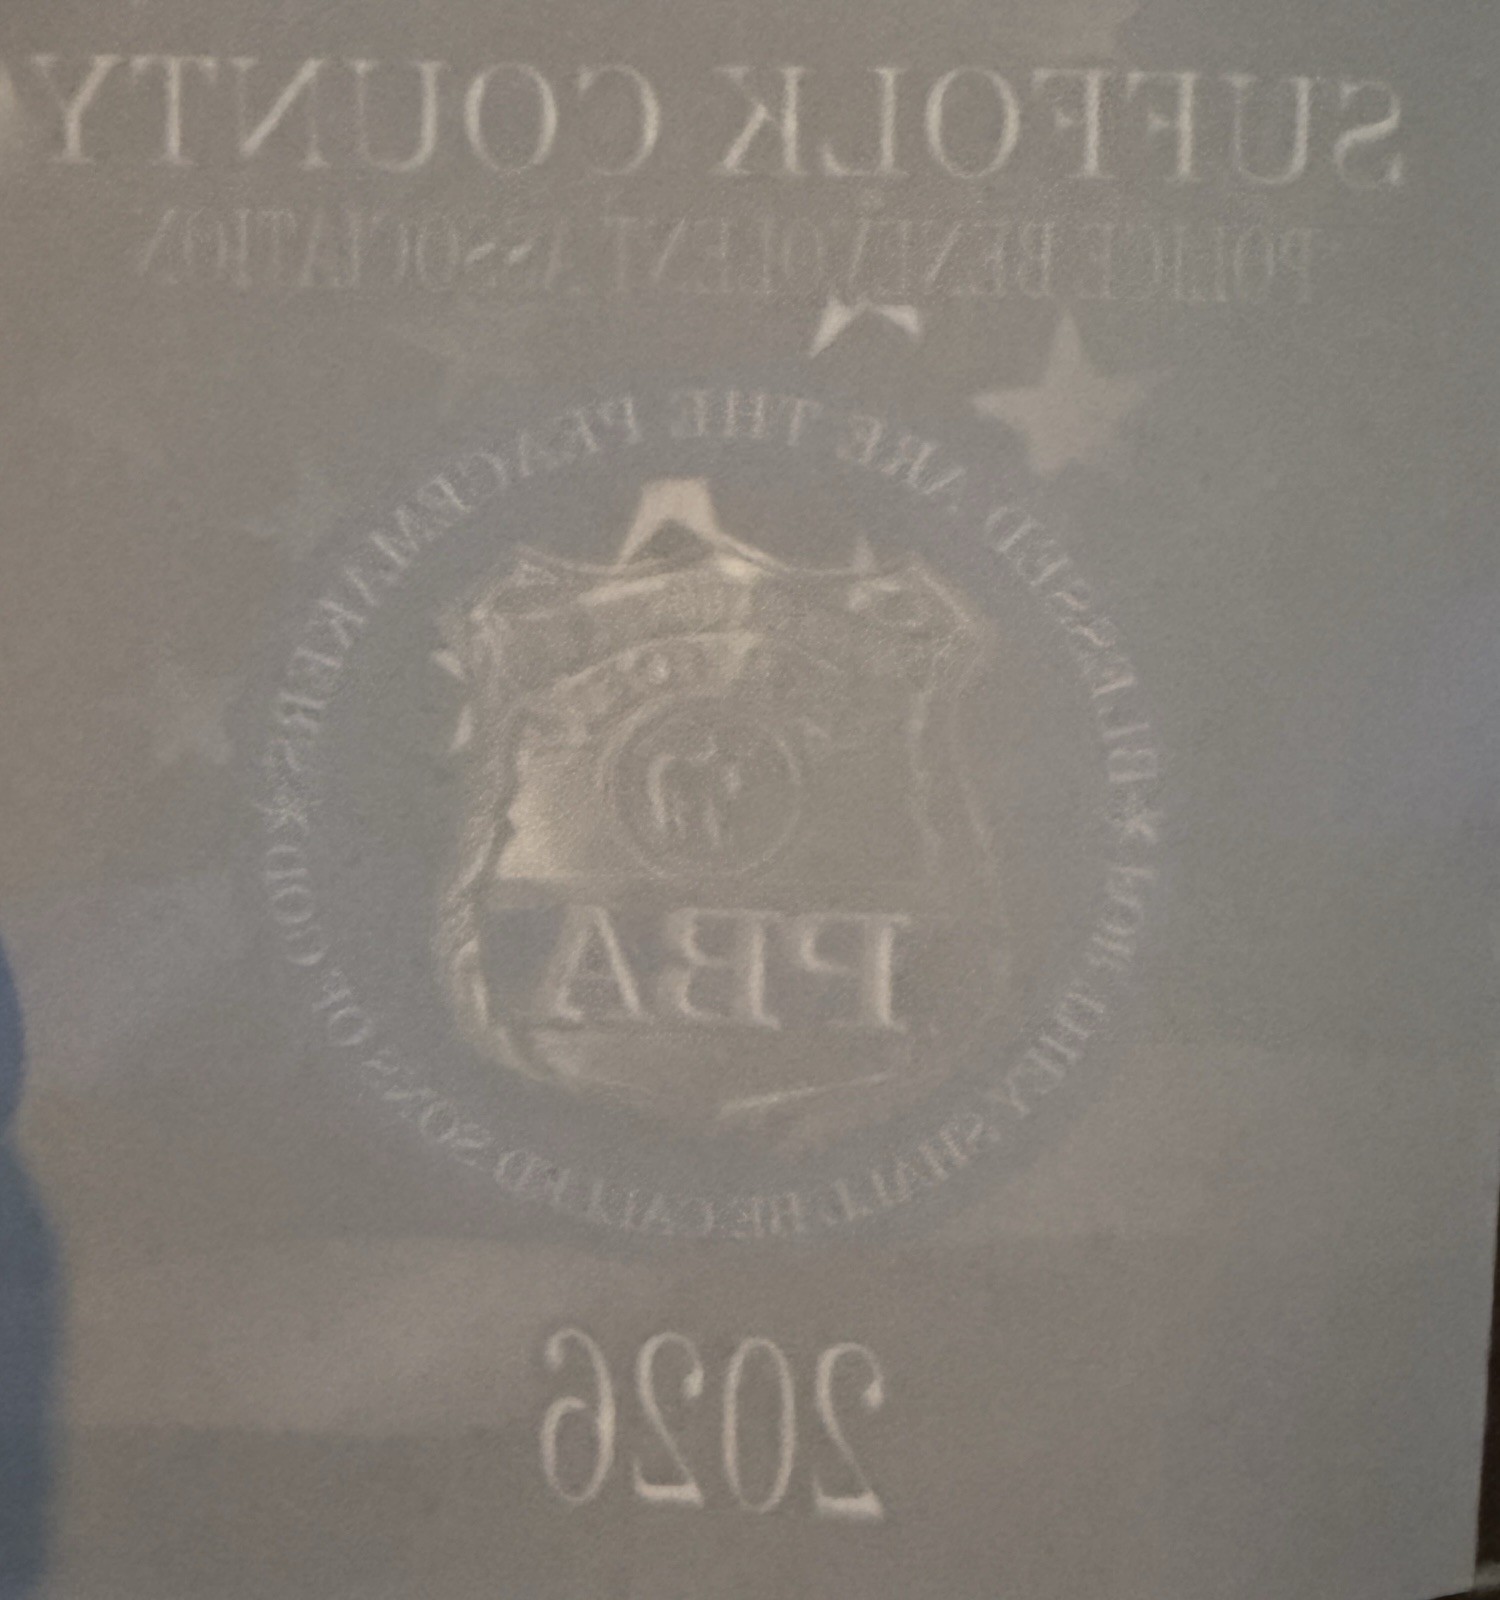 SUFFOLK COUNTY
POLICE BENEVOLENT ASSOCIATION
BLESSED ARE THE PEACEMAKERS
★ FOR THEY SHALL BE CALLED SONS OF GOD ★
PBA
2026